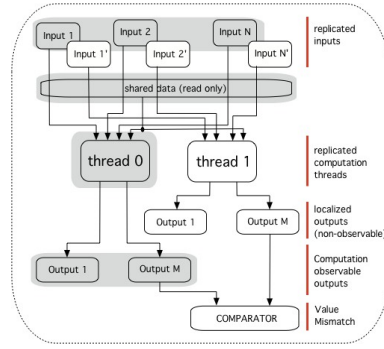 Input 1
Input 1'
Input 2
Input 2'
Input N
Input N'
replicated
inputs
shared data (read only)
thread 0
thread 1
replicated
computation
threads
Output 1
Output M
localized
outputs
(non-observable)
Output 1
Output M
Computation
observable
outputs
COMPARATOR
Value
Mismatch